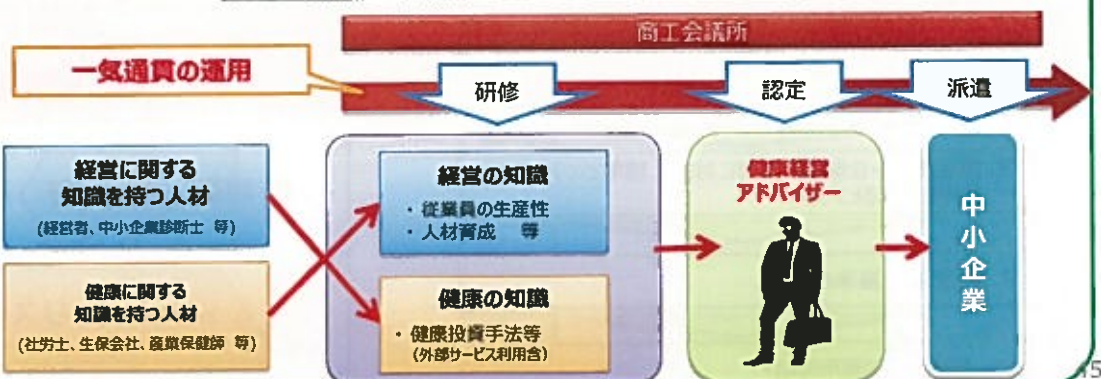 商工会議所
一気通貫の運用
研修
認定
派遣
経営に関する
知識を持つ人材
(経営者、中小企業診断士 等)
健康に関する
知識を持つ人材
(社労士、生保会社、産業保健師 等)
経営の知識
・ 従業員の生産性
・ 人材育成 等
健康の知識
・ 健康投資手法等
(外部サービス利用含)
健康経営
アドバイザー
中小企業
15